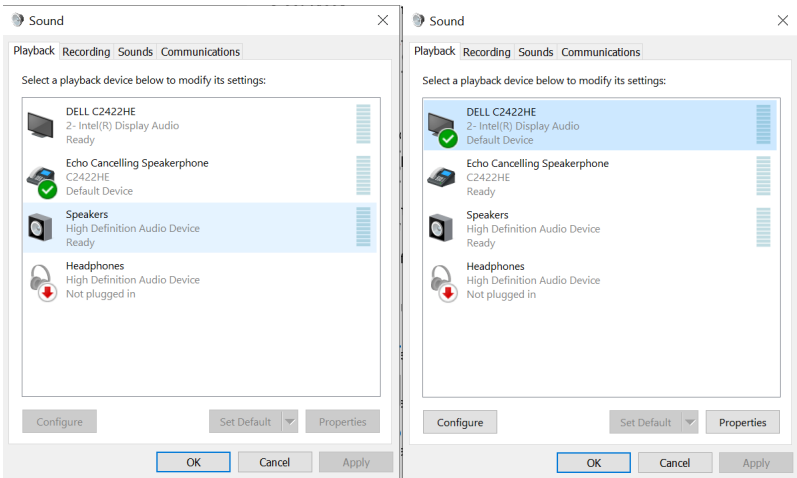 Sound
Playback Recording Sounds Communications
Select a playback device below to modify its settings:
DELL C2422HE
2- Intel(R) Display Audio
Ready
Echo Cancelling Speakerphone
C2422HE
Default Device
Speakers
High Definition Audio Device
Ready
Headphones
High Definition Audio Device
Not plugged in
Configure Set Default Properties
OK Cancel Apply
Sound
Playback Recording Sounds Communications
Select a playback device below to modify its settings:
DELL C2422HE
2- Intel(R) Display Audio
Default Device
Echo Cancelling Speakerphone
C2422HE
Ready
Speakers
High Definition Audio Device
Ready
Headphones
High Definition Audio Device
Not plugged in
Configure Set Default Properties
OK Cancel Apply